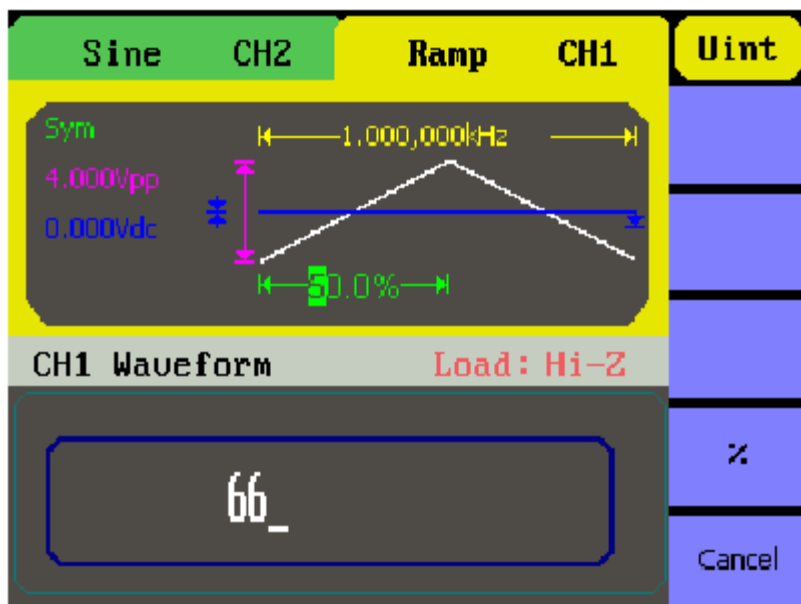 Sine CH2 Ramp CH1 Uint
Sym
1.000,000kHz
4.000Vpp
0.000Vdc
50.0%
CH1 Waveform Load: Hi-Z
66_
%
Cancel